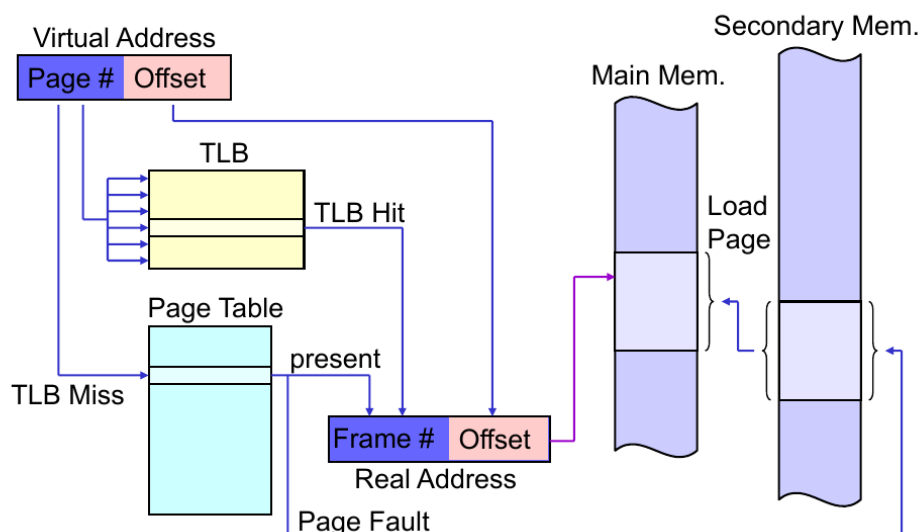 Secondary Mem.
Virtual Address
Main Mem.
Page #
Offset
TLB
TLB Hit
Load
Page
Page Table
present
TLB Miss
Frame #
Offset
Real Address
Page Fault